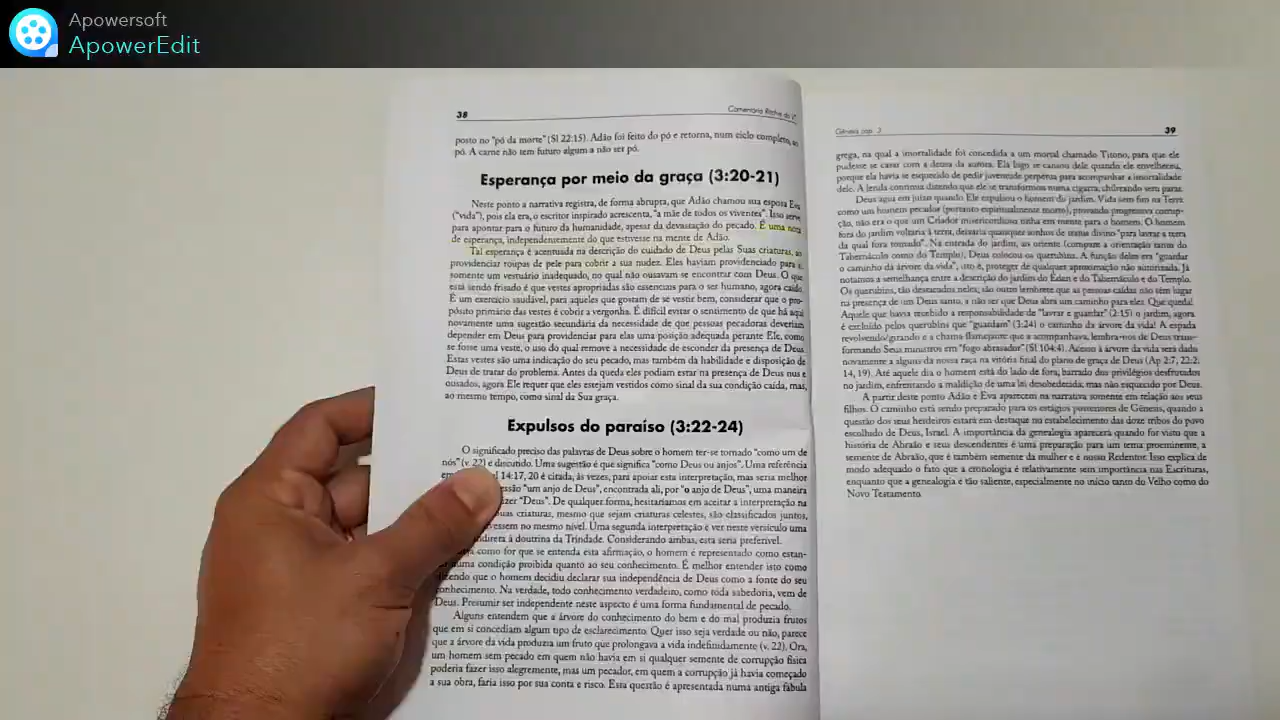 Apowersoft
ApowerEdit
38
Comentário Ritchie do VT
posto no "pó da morte" (Sl 22:15). Adão foi feito do pó e retorna, num ciclo completo, ao
pó. A carne não tem futuro algum a não ser pó.
Esperança por meio da graça (3:20-21)
Neste ponto a narrativa registra, de forma abrupta, que Adão chamou sua esposa Eva
("vida"), pois ela era, o escritor inspirado acrescenta, "a mãe de todos os viventes". Isso serve
para apontar para o futuro da humanidade, apesar da devastação do pecado. É uma nota
de esperança, independentemente do que estivesse na mente de Adão.
Tal esperança é acentuada na descrição do cuidado de Deus pelas Suas criaturas, ao
providenciar roupas de pele para cobrir a sua nudez. Eles haviam providenciado para si
somente um vestuário inadequado, no qual não ousavam se encontrar com Deus. O que
está sendo frisado é que vestes apropriadas são essenciais para o ser humano, agora caído.
É um exercício saudável, para aqueles que gostam de se vestir bem, considerar que o pro-
pósito primário das vestes é cobrir a vergonha. É difícil evitar o sentimento de que há aqui
novamente uma sugestão secundária da necessidade de que pessoas pecadoras deveriam
depender em Deus para providenciar para elas uma posição adequada perante Ele, como
se fosse uma veste, o uso do qual remove a necessidade de esconder da presença de Deus.
Estas vestes são uma indicação do seu pecado, mas também da habilidade e disposição de
Deus de tratar do problema. Antes da queda eles podiam estar na presença de Deus nus e
ousados, agora Ele requer que eles estejam vestidos como sinal da sua condição caída, mas,
ao mesmo tempo, como sinal da Sua graça.
Expulsos do paraíso (3:22-24)
O significado preciso das palavras de Deus sobre o homem ter-se tornado "como um de
nós" (v. 22) é discutido. Uma sugestão é que significa "como Deus ou anjos". Uma referência
14:17, 20 é citada, às vezes, para apoiar esta interpretação, mas seria melhor
"um anjo de Deus", encontrada ali, por "o anjo de Deus", uma maneira
"Deus". De qualquer forma, hesitaríamos em aceitar a interpretação na
criaturas, mesmo que sejam criaturas celestes, são classificados juntos,
no mesmo nível. Uma segunda interpretação é ver neste versículo uma
à doutrina da Trindade. Considerando ambas, esta seria preferível.
como for que se entenda esta afirmação, o homem é representado como estan-
numa condição proibida quanto ao seu conhecimento. É melhor entender isto como
dizendo que o homem decidiu declarar sua independência de Deus como a fonte do seu
conhecimento. Na verdade, todo conhecimento verdadeiro, como toda sabedoria, vem de
Deus. Presumir ser independente neste aspecto é uma forma fundamental de pecado.
Alguns entendem que a árvore do conhecimento do bem e do mal produzia frutos
que em si concediam algum tipo de esclarecimento. Quer isso seja verdade ou não, parece
que a árvore da vida produzia um fruto que prolongava a vida indefinidamente (v. 22). Ora,
um homem sem pecado em quem não havia em si qualquer semente de corrupção física
poderia fazer isso alegremente, mas um pecador, em quem a corrupção já havia começado
a sua obra, faria isso por sua conta e risco. Esta questão é apresentada numa antiga fábula
Gênesis cap. 3
39
grega, na qual a imortalidade foi concedida a um mortal chamado Titono, para que ele
pudesse se casar com a deusa da aurora. Ela logo se cansou dele quando ele envelheceu,
porque ela havia se esquecido de pedir juventude perpétua para acompanhar a imortalidade
dele. A lenda continua dizendo que ele se transformou numa cigarra, chilreando sem parar.
Deus agiu em juízo quando Ele expulsou o homem do jardim. Vida sem fim na Terra
como um homem pecador (portanto espiritualmente morto), provando progressiva corrup-
ção, não era o que um Criador misericordioso tinha em mente para o homem. O homem
fora do jardim voltaria à terra, deixaria quaisquer sonhos de status divino "para lavrar a terra
da qual fora tomado". Na entrada do jardim, ao oriente (compare a orientação tanto do
Tabernáculo como do Templo), Deus colocou os querubins. A função deles era "guardar
o caminho da árvore da vida", isto é, proteger de qualquer aproximação não autorizada. Já
notamos a semelhança entre a descrição do jardim do Éden e do Tabernáculo e do Templo.
Os querubins, tão destacados neles, são outro lembrete que as pessoas caídas não têm lugar
na presença de um Deus santo, a não ser que Deus abra um caminho para eles. Que queda!
Aquele que havia recebido a responsabilidade de "lavrar e guardar" (2:15) o jardim, agora
é excluído pelos querubins que "guardam" (3:24) o caminho da árvore da vida! A espada
revolvendo/girando e a chama flamejante que a acompanhava, lembra-nos de Deus trans-
formando Seus ministros em "fogo abrasador" (Sl 104:4). Acesso à árvore da vida será dado
novamente a alguns da nossa raça na vitória final do plano de graça de Deus (Ap 2:7, 22:2,
14, 19). Até aquele dia o homem está do lado de fora, barrado dos privilégios desfrutados
no jardim, enfrentando a maldição de uma lei desobedecida; mas não esquecido por Deus.
A partir deste ponto Adão e Eva aparecem na narrativa somente em relação aos seus
filhos. O caminho está sendo preparado para os estágios posteriores de Gênesis, quando a
questão dos seus herdeiros estará em destaque no estabelecimento das doze tribos do povo
escolhido de Deus, Israel. A importância da genealogia aparecerá quando for visto que a
história de Abraão e seus descendentes é uma preparação para um tema proeminente, a
semente de Abraão, que é também semente da mulher e é nosso Redentor. Isso explica de
modo adequado o fato que a cronologia é relativamente sem importância nas Escrituras,
enquanto que a genealogia é tão saliente, especialmente no início tanto do Velho como do
Novo Testamento.